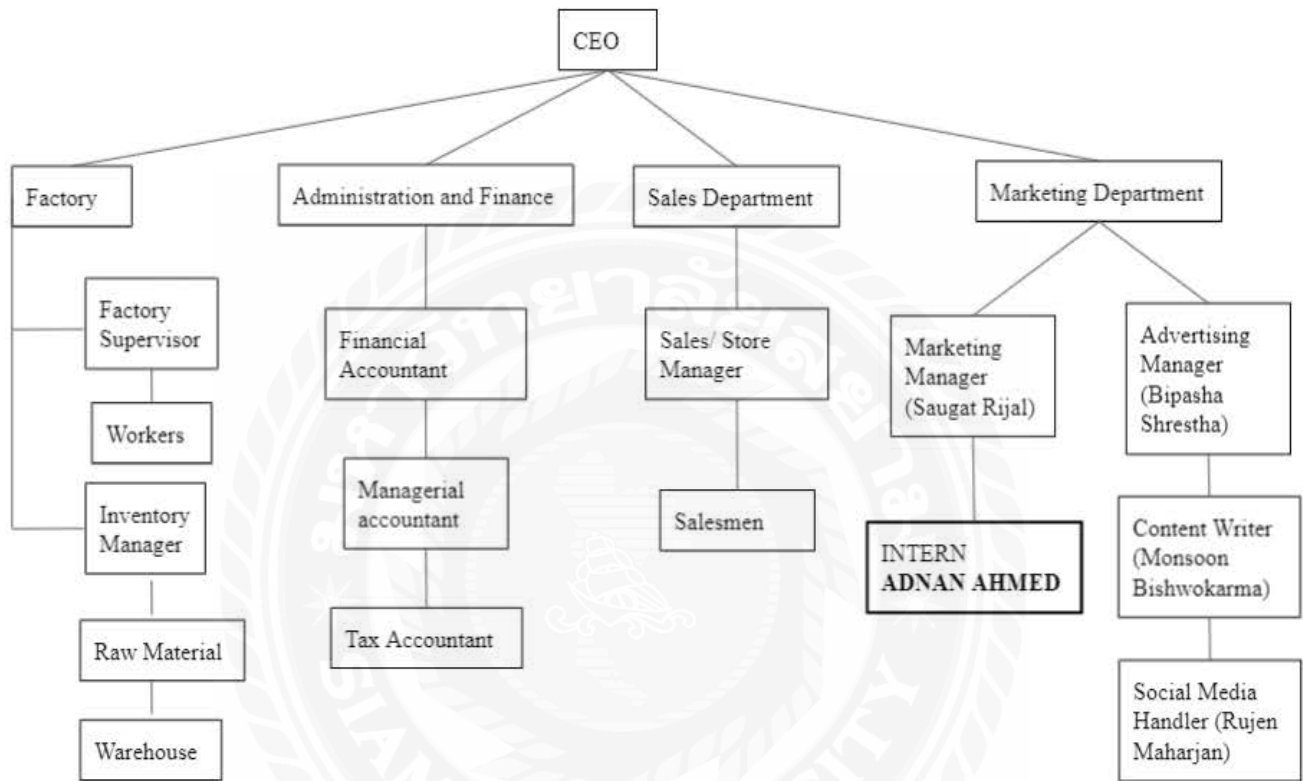 CEO
Factory
Administration and Finance
Sales Department
Marketing Department
Factory
Supervisor
Workers
Inventory
Manager
Raw Material
Warehouse
Financial
Accountant
Managerial
accountant
Tax Accountant
Sales/ Store
Manager
Salesmen
Marketing
Manager
(Saugat Rijal)
INTERN
ADNAN AHMED
Advertising
Manager
(Bipasha
Shrestha)
Content Writer
(Monsoon
Bishwokarma)
Social Media
Handler (Rujen
Maharjan)